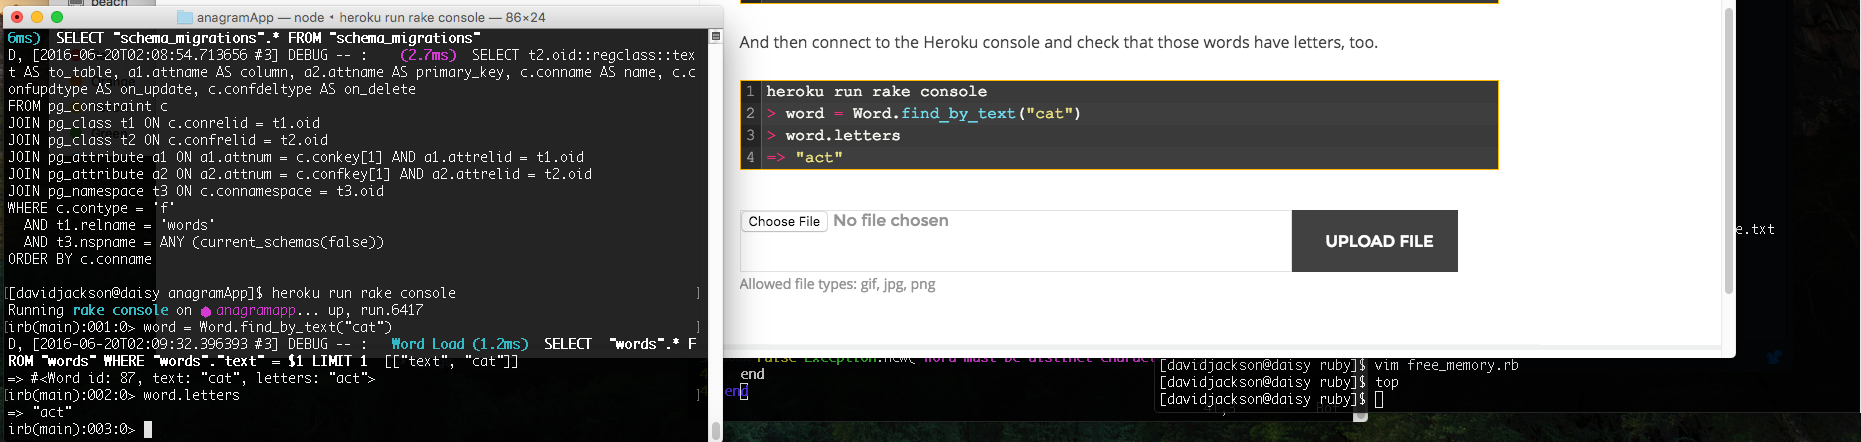 beach
anagramApp — node ‹ heroku run rake console — 86×24
6ms)  SELECT "schema_migrations".* FROM "schema_migrations"
D, [2016-06-20T02:08:54.713656 #3] DEBUG -- :    (2.7ms)  SELECT t2.oid::regclass::tex
t AS to_table, a1.attname AS column, a2.attname AS primary_key, c.conname AS name, c.c
onfupdtype AS on_update, c.confdeltype AS on_delete
FROM pg_constraint c
JOIN pg_class t1 ON c.conrelid = t1.oid
JOIN pg_class t2 ON c.confrelid = t2.oid
JOIN pg_attribute a1 ON a1.attnum = c.conkey[1] AND a1.attrelid = t1.oid
JOIN pg_attribute a2 ON a2.attnum = c.confkey[1] AND a2.attrelid = t2.oid
JOIN pg_namespace t3 ON c.connamespace = t3.oid
WHERE c.contype = 'f'
  AND t1.relname = 'words'
  AND t3.nspname = ANY (current_schemas(false))
ORDER BY c.conname
[[davidjackson@daisy anagramApp]$ heroku run rake console ]
Running rake console on anagramapp... up, run.6417
[irb(main):001:0> word = Word.find_by_text("cat") ]
D, [2016-06-20T02:09:32.396393 #3] DEBUG -- :   Word Load (1.2ms)  SELECT  "words".* F
ROM "words" WHERE "words"."text" = $1 LIMIT 1  [["text", "cat"]]
=> #<Word id: 87, text: "cat", letters: "act">
[irb(main):002:0> word.letters ]
=> "act"
irb(main):003:0>
And then connect to the Heroku console and check that those words have letters, too.
1 heroku run rake console
2 > word = Word.find_by_text("cat")
3 > word.letters
4 => "act"
Choose File No file chosen
UPLOAD FILE
Allowed file types: gif, jpg, png
e.txt
end
end
[davidjackson@daisy ruby]$ vim free_memory.rb
[davidjackson@daisy ruby]$ top
[davidjackson@daisy ruby]$